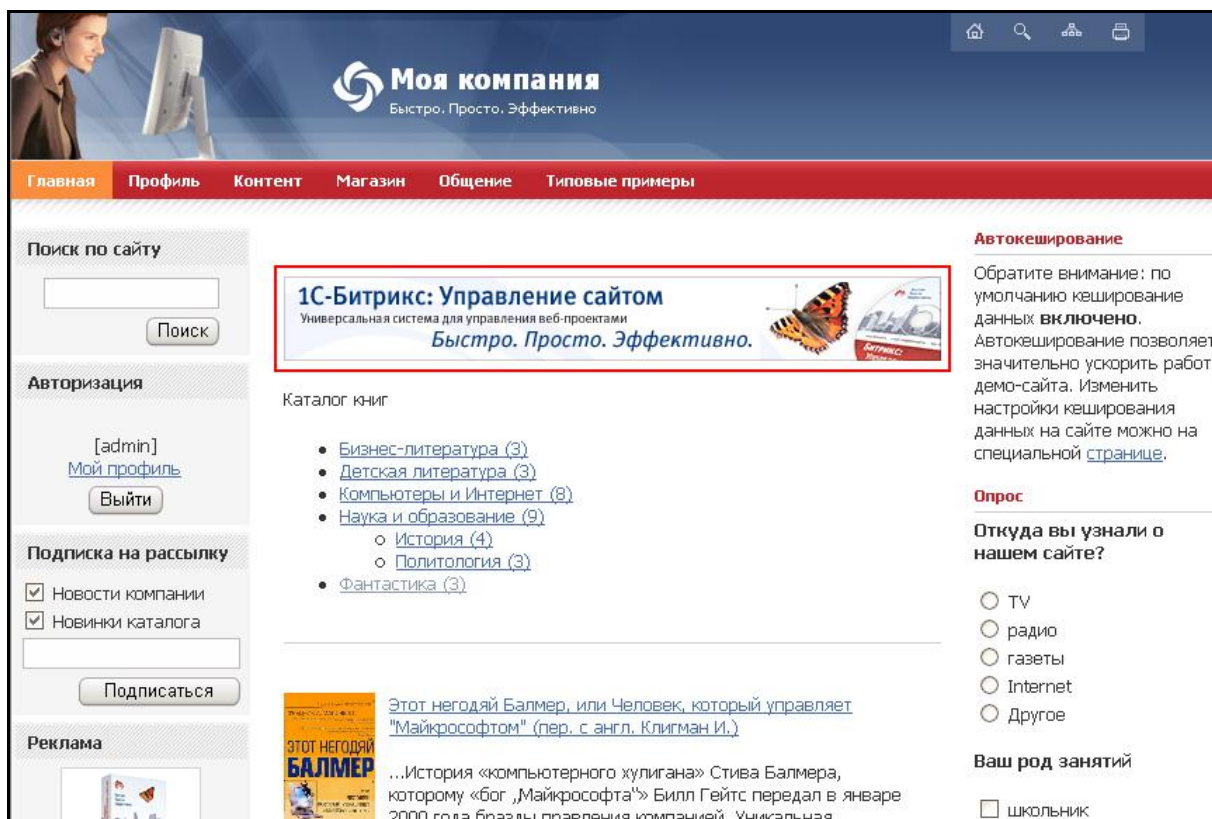 Моя компания
Быстро. Просто. Эффективно
Главная Профиль Контент Магазин Общение Типовые примеры
Поиск по сайту
Поиск
Авторизация
[admin]
Мой профиль
Выйти
Подписка на рассылку
Новости компании
Новинки каталога
Подписаться
Реклама
1С-Битрикс: Управление сайтом
Универсальная система для управления веб-проектами
Быстро. Просто. Эффективно.
Каталог книг
Бизнес-литература (3)
Детская литература (3)
Компьютеры и Интернет (8)
Наука и образование (9)
История (4)
Политология (3)
Фантастика (3)
ЭТОТ НЕГОДЯЙ
БАЛМЕР
Этот негодяй Балмер, или Человек, который управляет
"Майкрософтом" (пер. с англ. Клигман И.)
...История «компьютерного хулигана» Стива Балмера,
которому «бог „Майкрософта"» Билл Гейтс передал в январе
2000 года бразды правления компанией. Уникальная
Автокеширование
Обратите внимание: по
умолчанию кеширование
данных включено.
Автокеширование позволяет
значительно ускорить работ
демо-сайта. Изменить
настройки кеширования
данных на сайте можно на
специальной странице.
Опрос
Откуда вы узнали о
нашем сайте?
TV
радио
газеты
Internet
Другое
Ваш род занятий
школьник